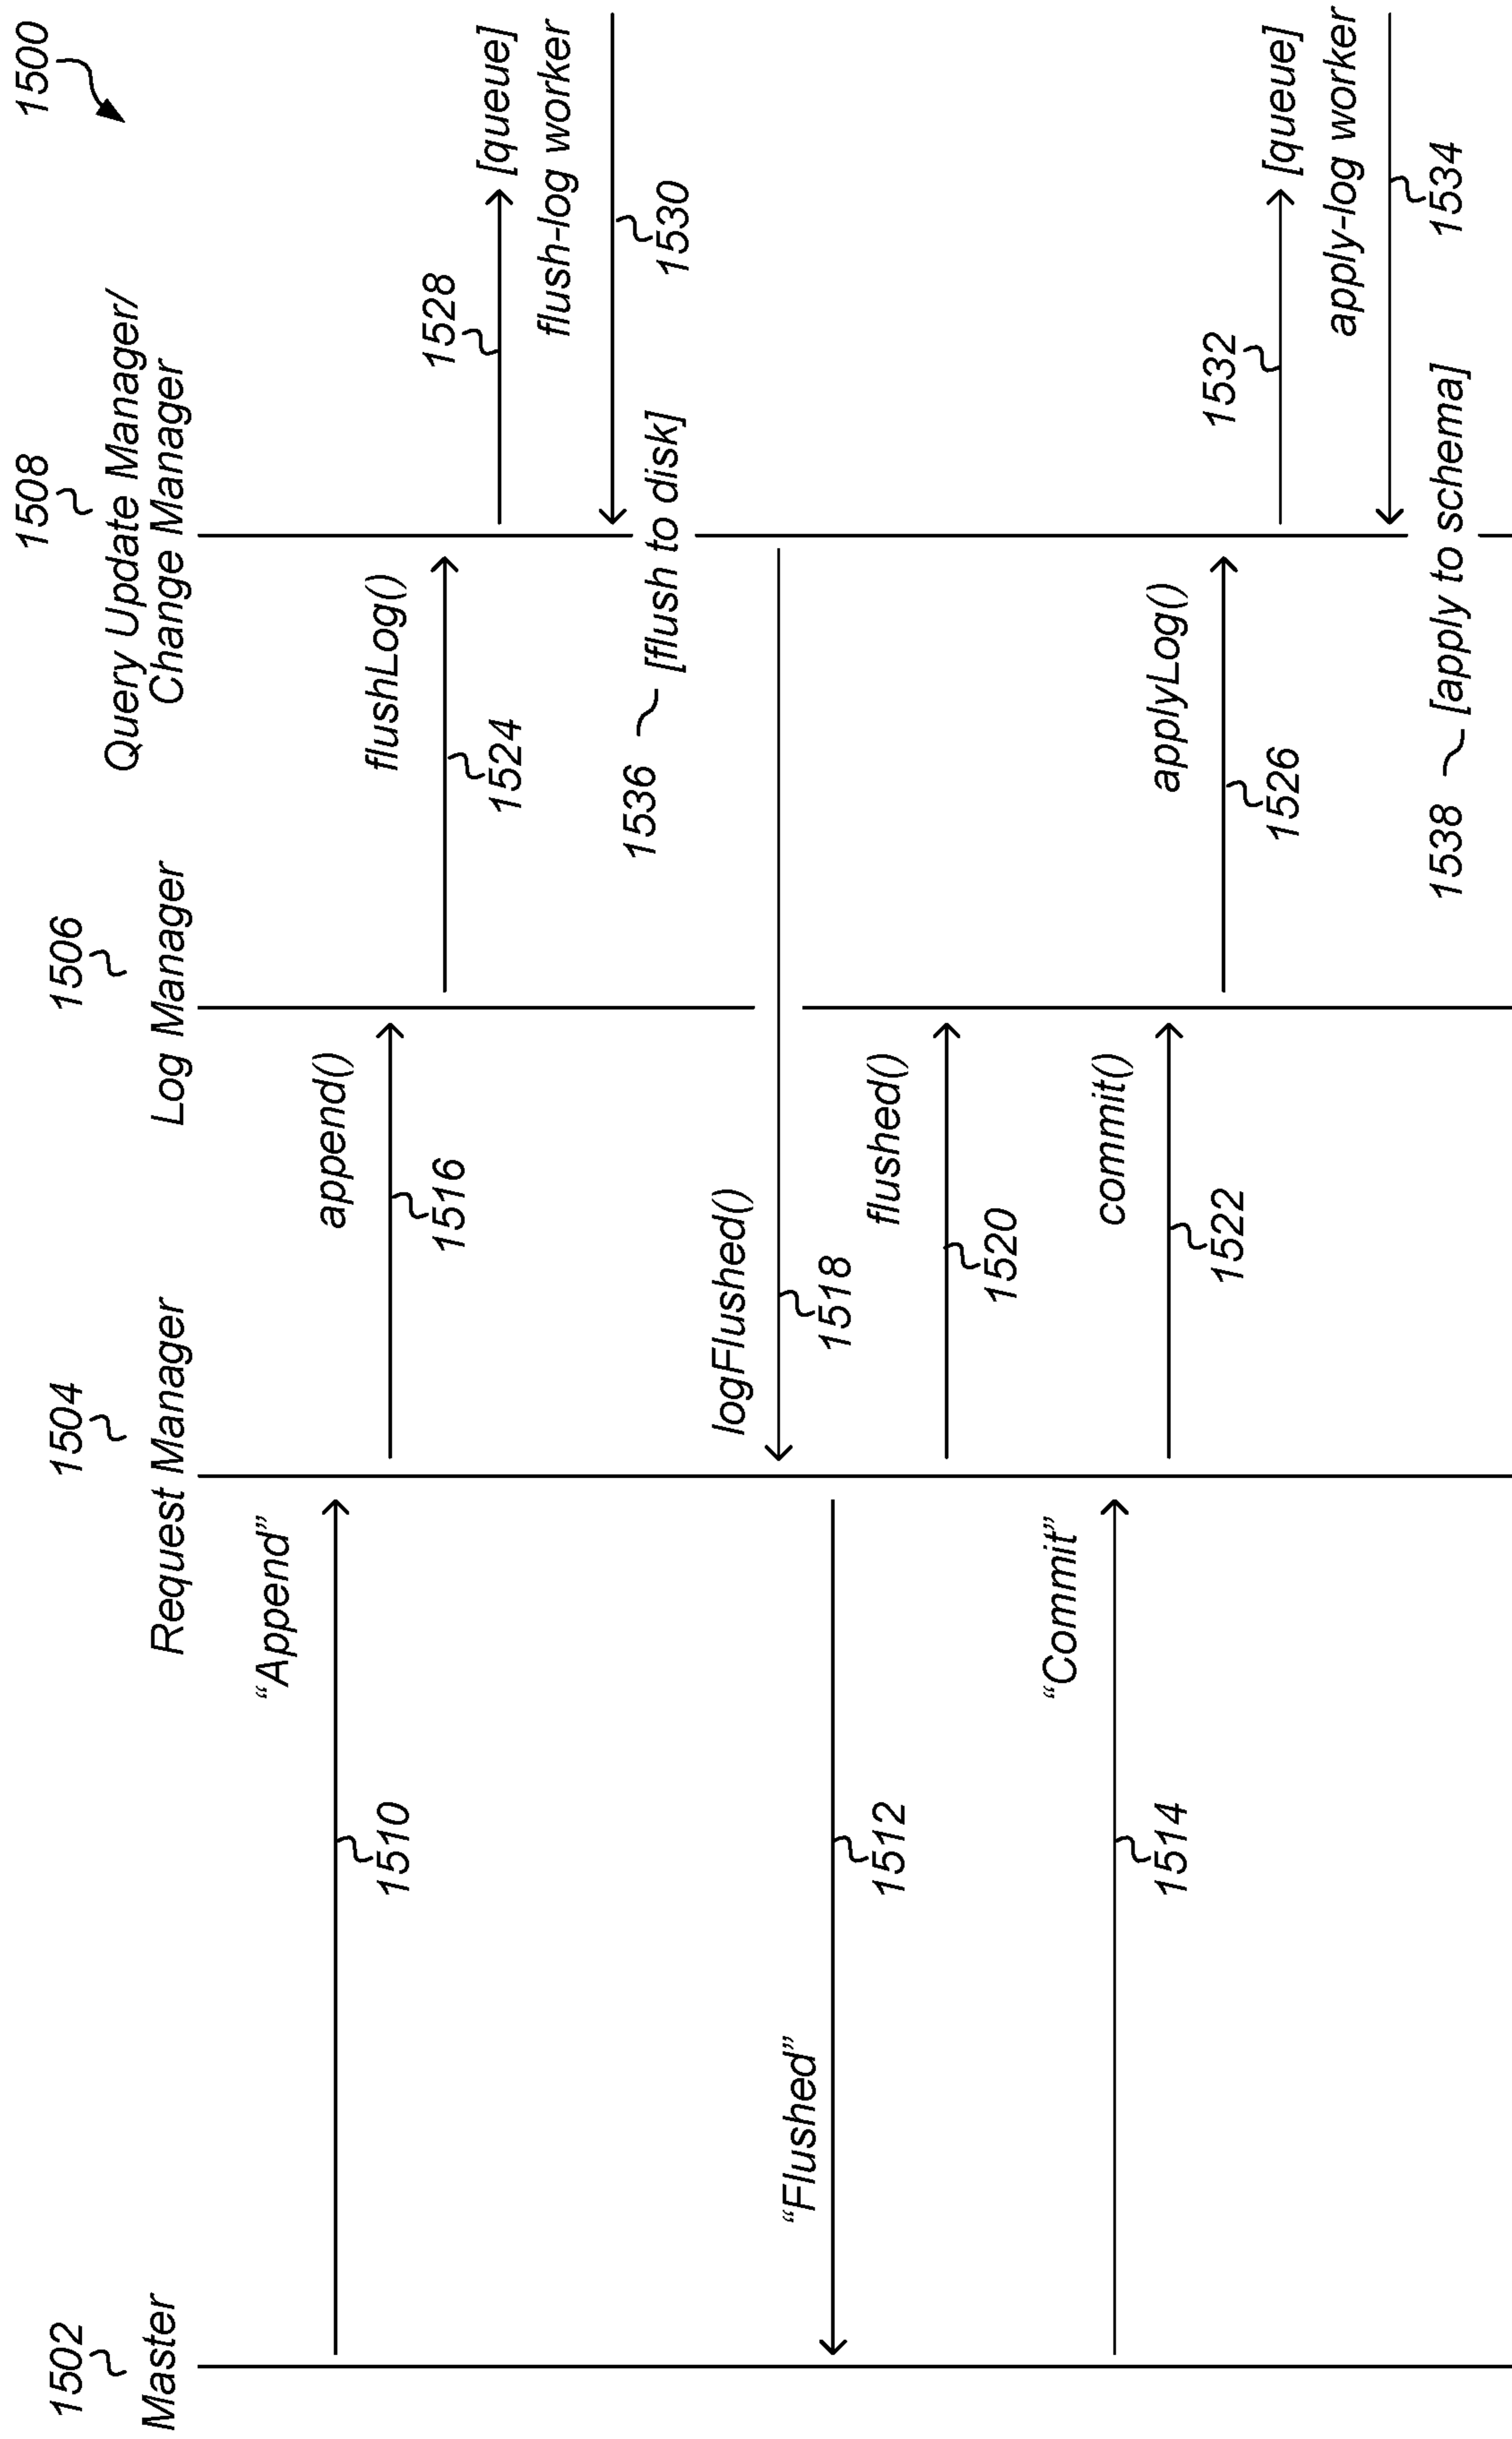 1508
1500
1502
1504
1506
Query Update Manager/
Change Manager
Master
Request Manager
Log Manager
“Append”
1510
append()
1516
flushLog()
1524
1528
[queue]
flush-log worker
1530
1536
[flush to disk]
logFlushed()
1518
“Flushed”
1512
flushed()
1520
“Commit”
1514
commit()
1522
applyLog()
1526
1532
[queue]
apply-log worker
1534
1538
[apply to schema]